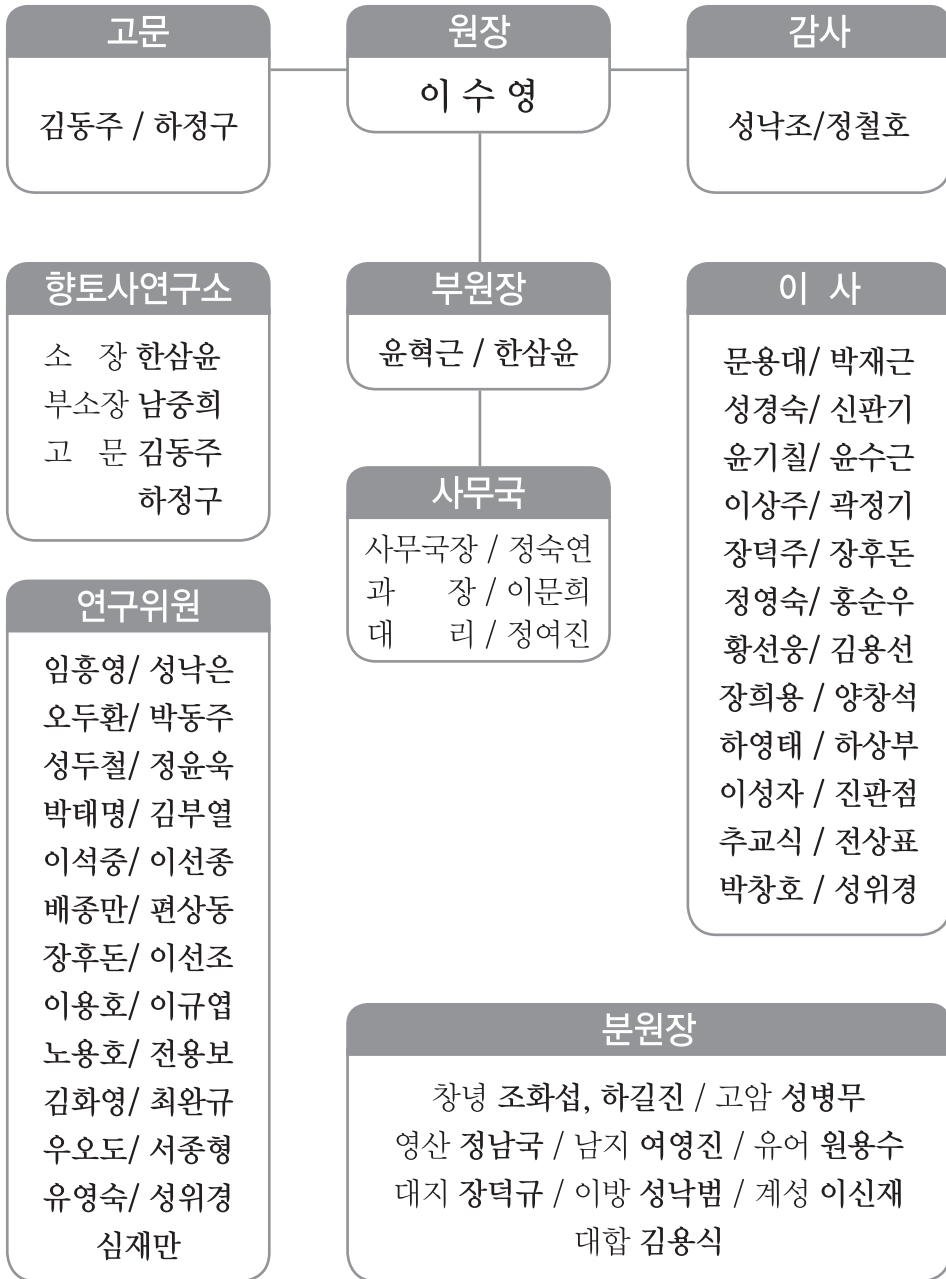 고문
김동주 / 하정구
원장
이 수 영
감사
성낙조/정철호
향토사연구소
소 장 한삼윤
부소장 남중희
고 문 김동주
하정구
부원장
윤혁근 / 한삼윤
사무국
사무국장 / 정숙연
과 장 / 이문희
대 리 / 정여진
이 사
문용대/ 박재근
성경숙/ 신판기
윤기칠/ 윤수근
이상주/ 곽정기
장덕주/ 장후돈
정영숙/ 홍순우
황선웅/ 김용선
장희용 / 양창석
하영태 / 하상부
이성자 / 진판점
추교식 / 전상표
박창호 / 성위경
연구위원
임흥영/ 성낙은
오두환/ 박동주
성두철/ 정윤욱
박태명/ 김부열
이석중/ 이선종
배종만/ 편상동
장후돈/ 이선조
이용호/ 이규엽
노용호/ 전용보
김화영/ 최완규
우오도/ 서종형
유영숙/ 성위경
심재만
분원장
창녕 조화섭, 하길진 / 고암 성병무
영산 정남국 / 남지 여영진 / 유어 원용수
대지 장덕규 / 이방 성낙범 / 계성 이신재
대합 김용식